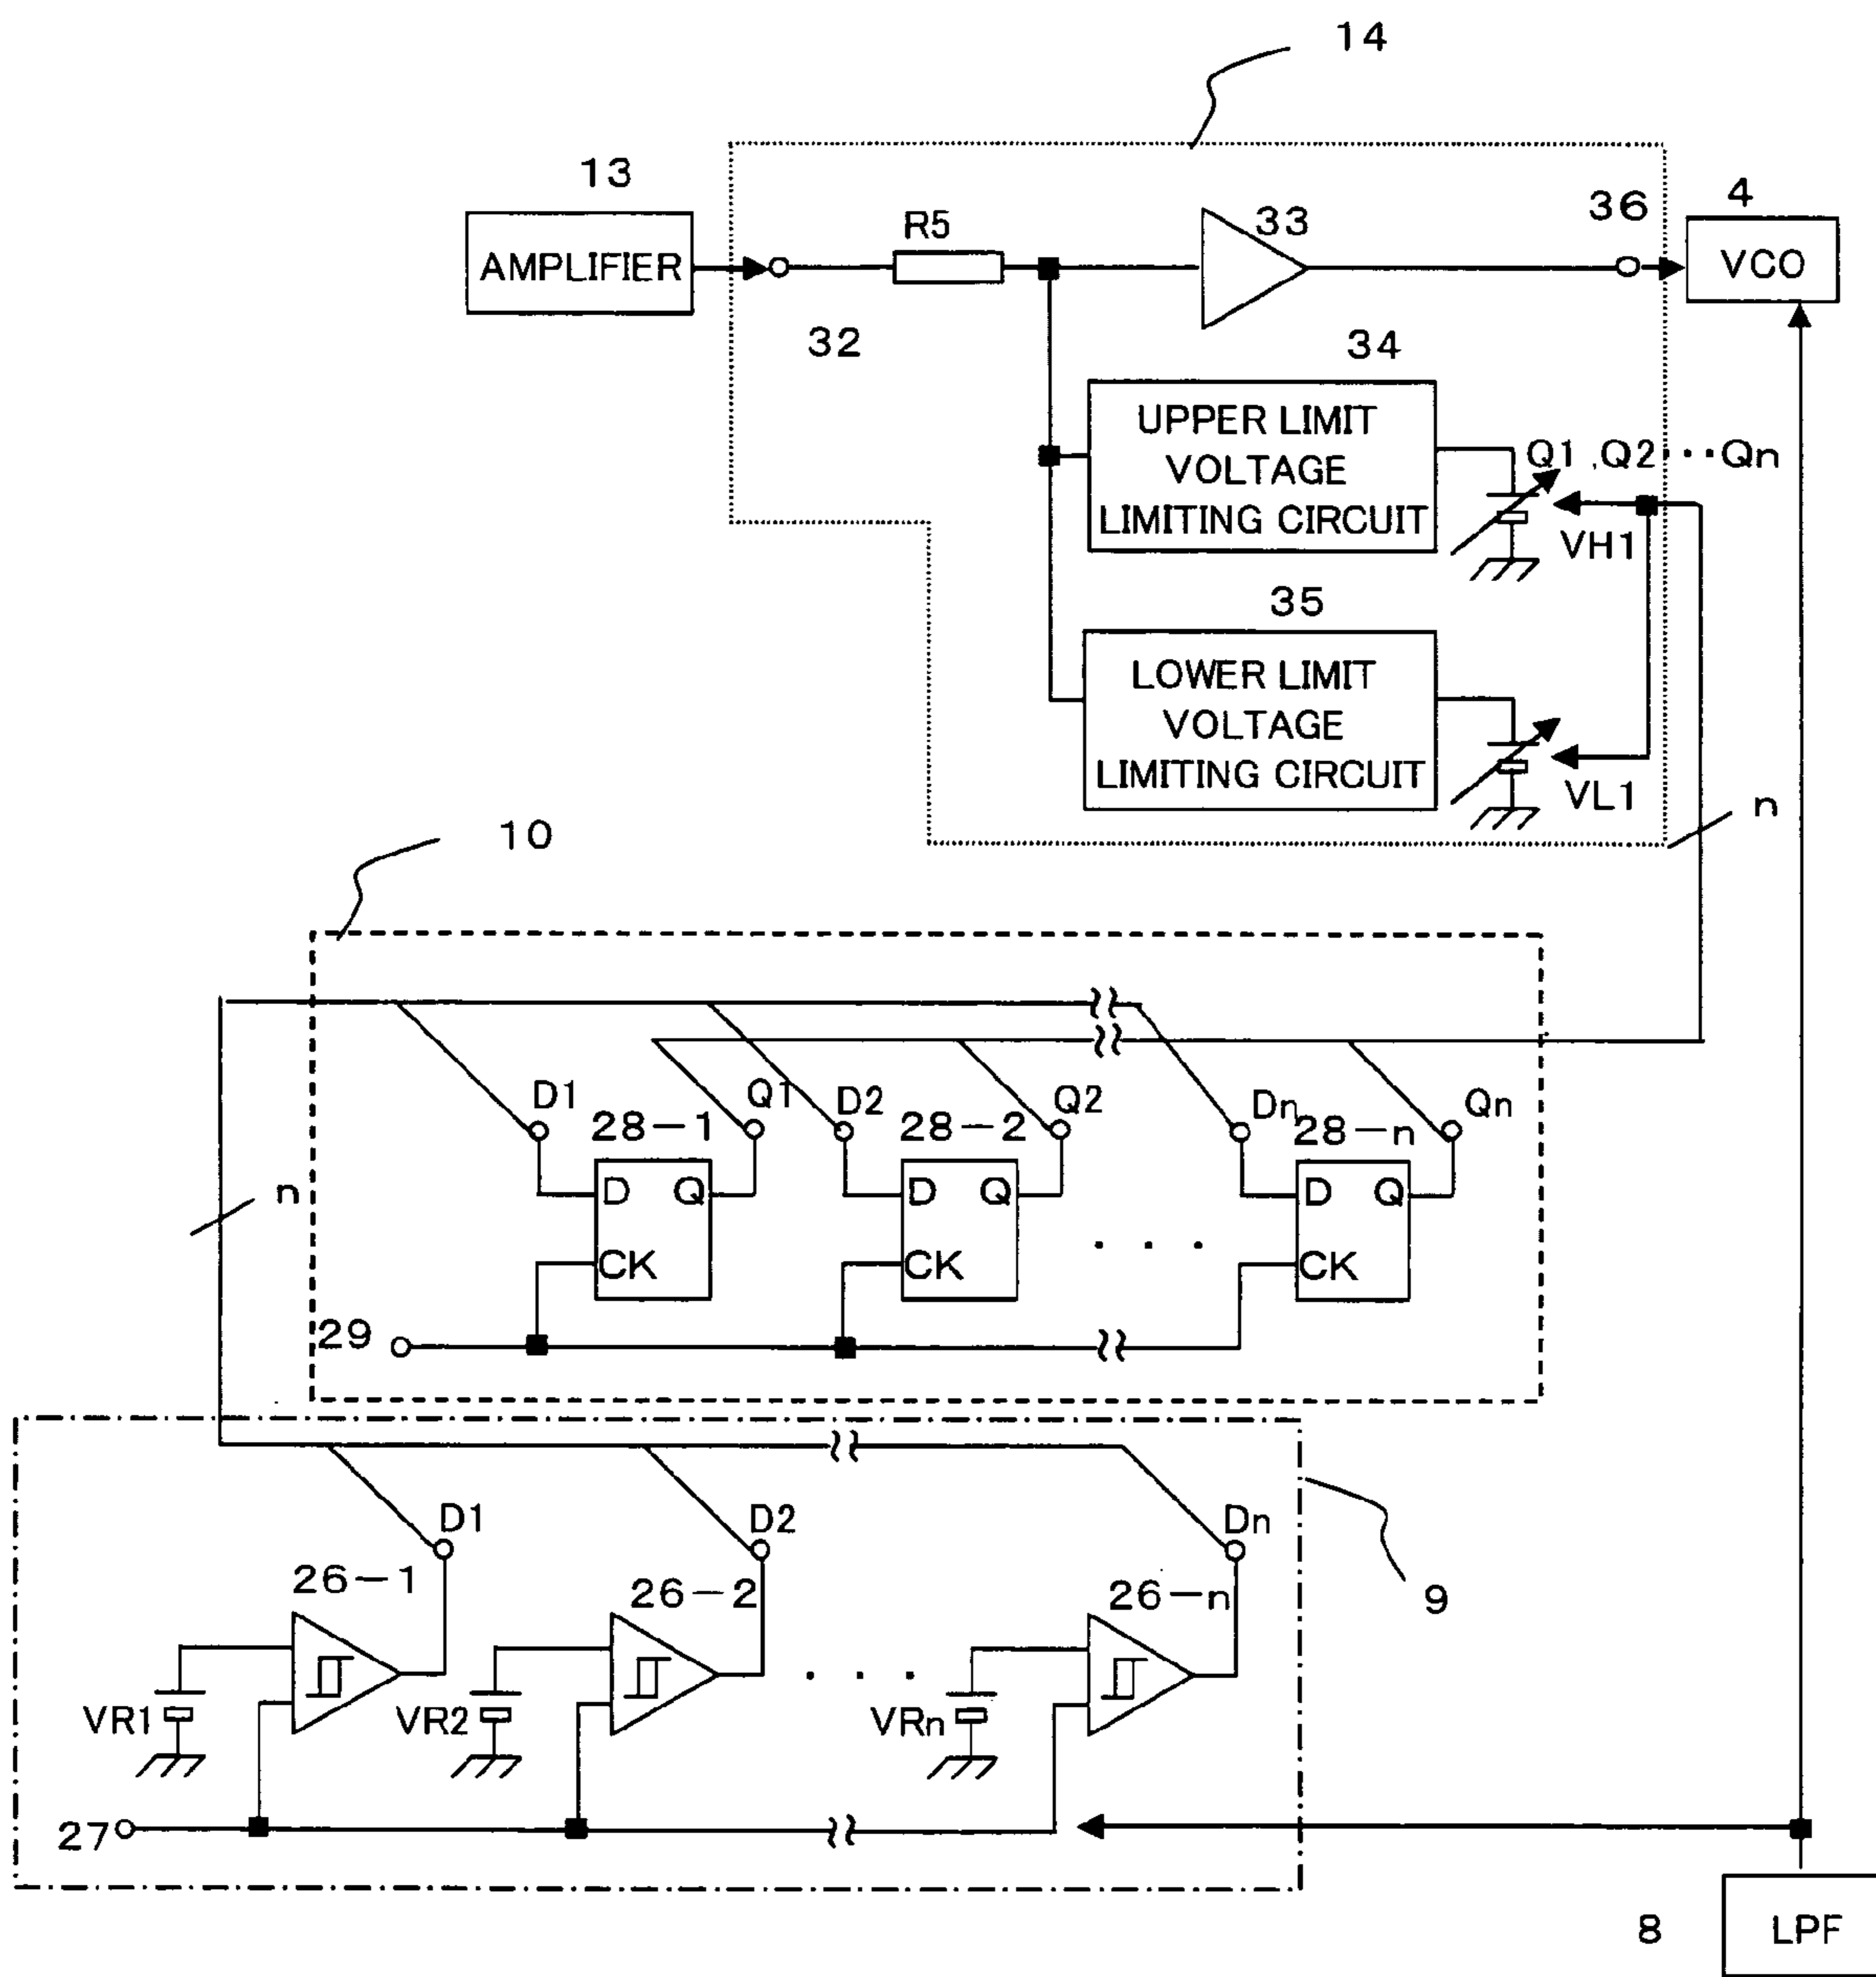 14
13
AMPLIFIER
R5
32
33
36
4
VCO
34
UPPER LIMIT
VOLTAGE
LIMITING CIRCUIT
Q1 ,Q2 ···Qn
VH1
35
LOWER LIMIT
VOLTAGE
LIMITING CIRCUIT
VL1
n
10
D1
28-1
Q1
D2
28-2
Q2
Dn
28-n
Qn
D Q
CK
D Q
CK
· · ·
D Q
CK
n
29
D1
D2
Dn
26-1
26-2
26-n
9
VR1
VR2
· · ·
VRn
27
8
LPF